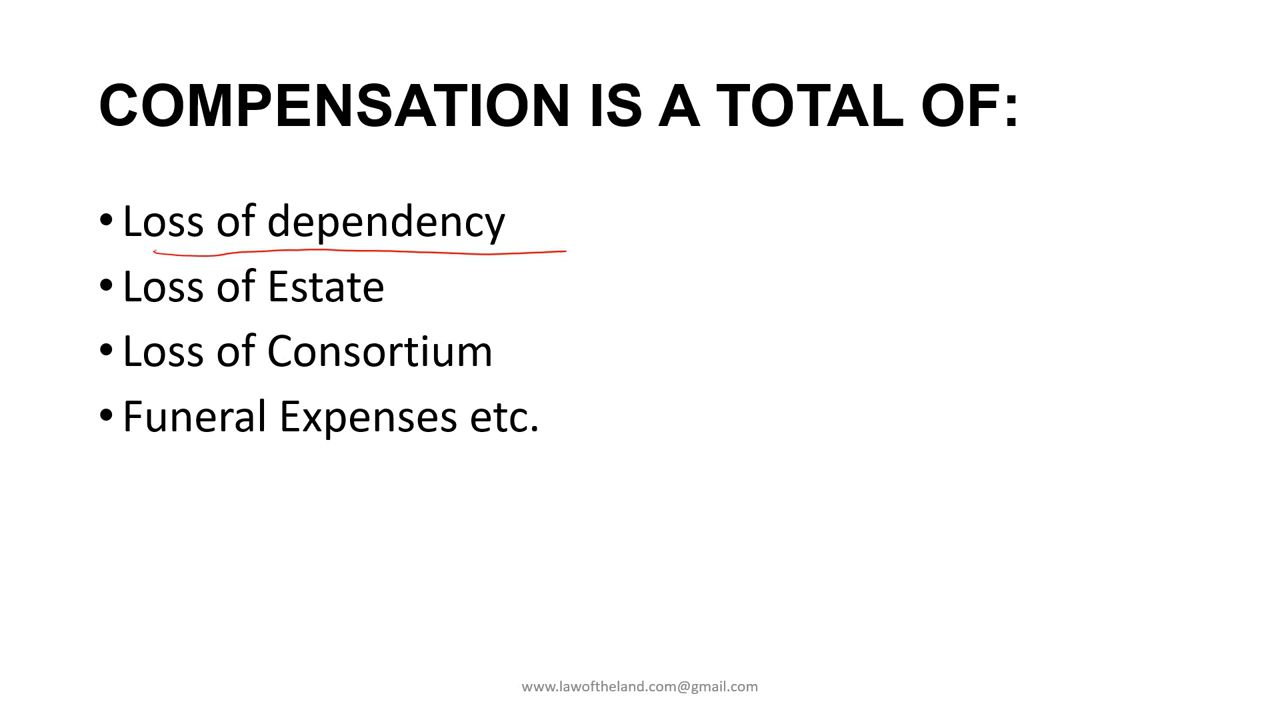 COMPENSATION IS A TOTAL OF:
• Loss of dependency
• Loss of Estate
• Loss of Consortium
• Funeral Expenses etc.
www.lawoftheland.com@gmail.com